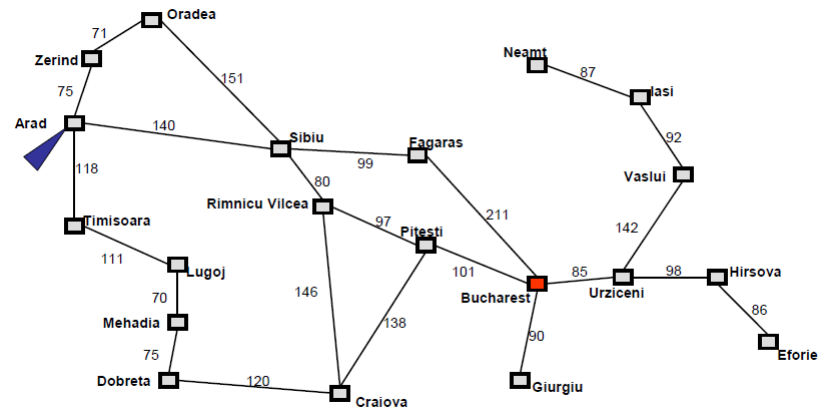 Oradea
71
Neamt
Zerind
87
151
Iasi
75
Arad
140
92
Sibiu
Fagaras
99
118
80
Vaslui
Rimnicu Vilcea
211
Timisoara
97
Pitesti
142
111
Lugoj
101
85
98
Hirsova
Bucharest
Urziceni
70
146
86
Mehadia
138
90
Eforie
75
Dobreta
120
Giurgiu
Craiova